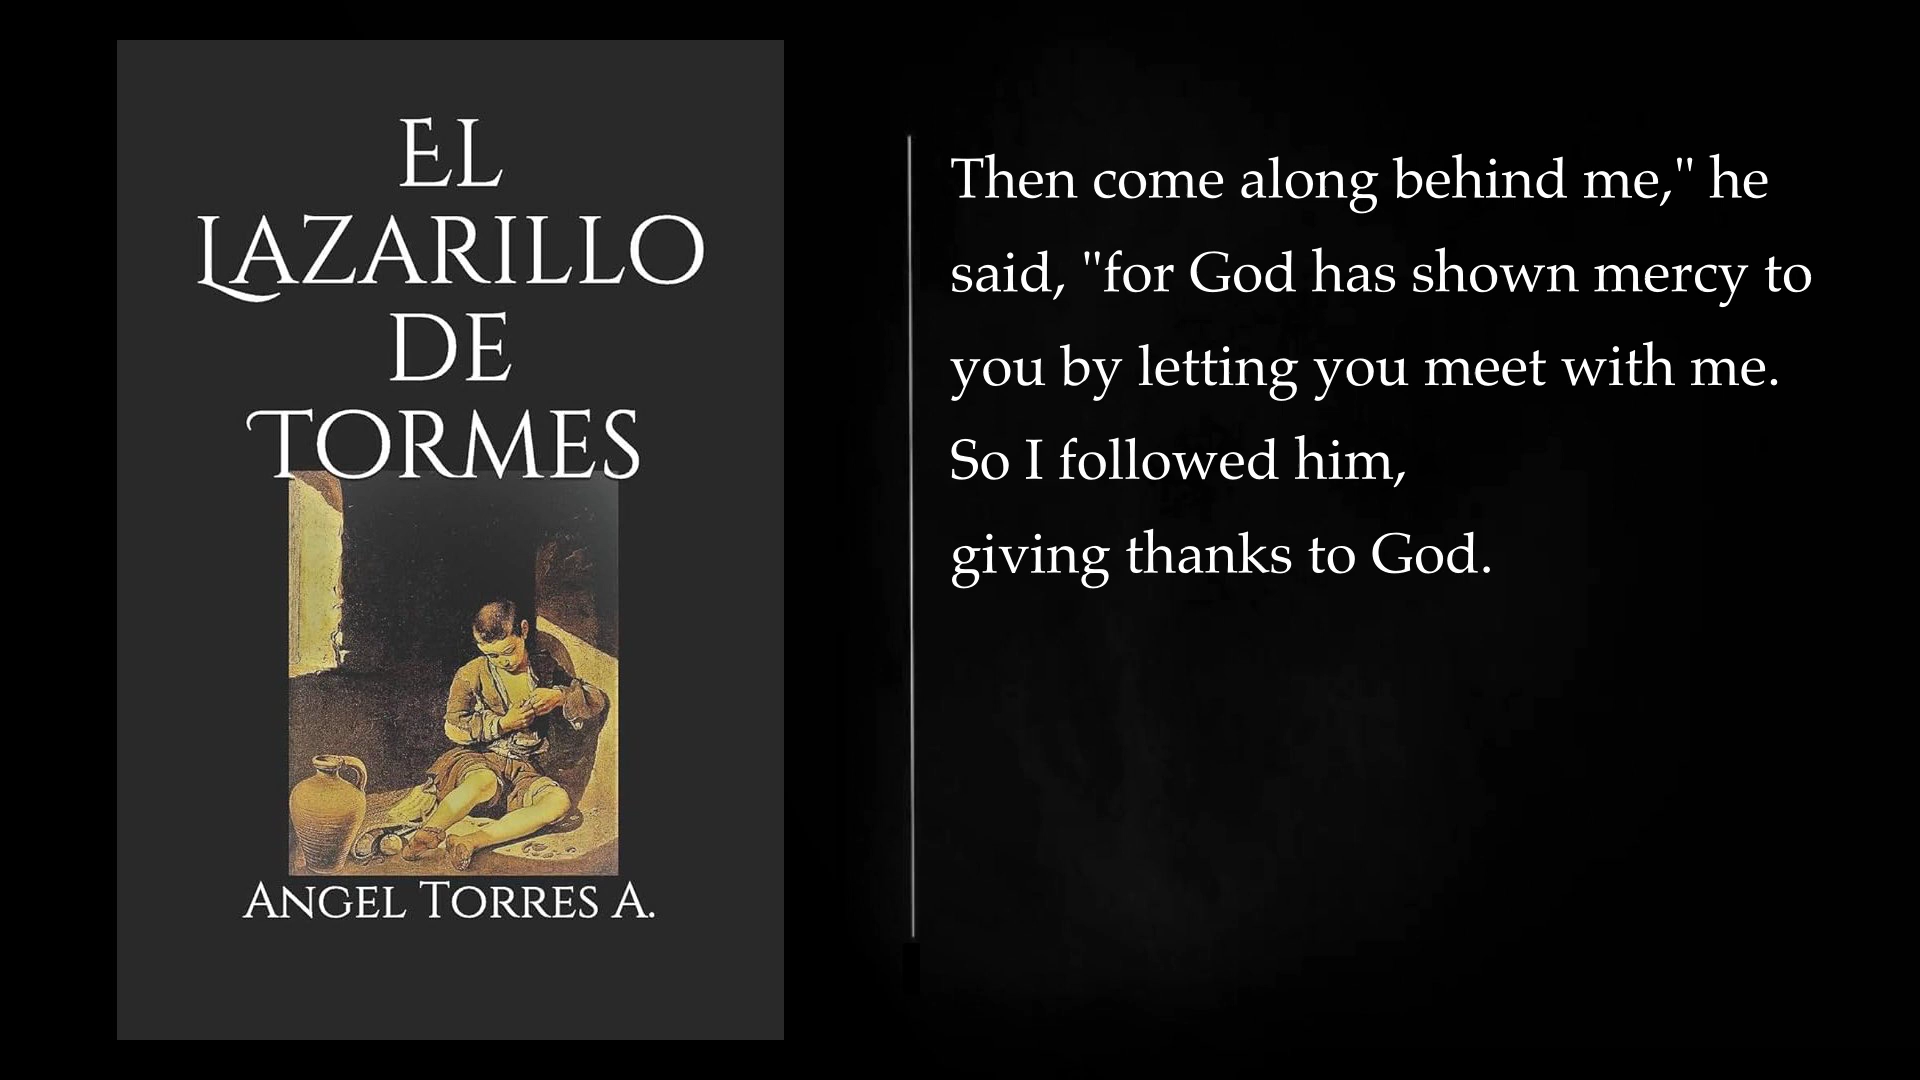 EL
LAZARILLO
DE
TORMES
ANGEL TORRES A.
Then come along behind me," he
said, "for God has shown mercy to
you by letting you meet with me.
So I followed him,
giving thanks to God.